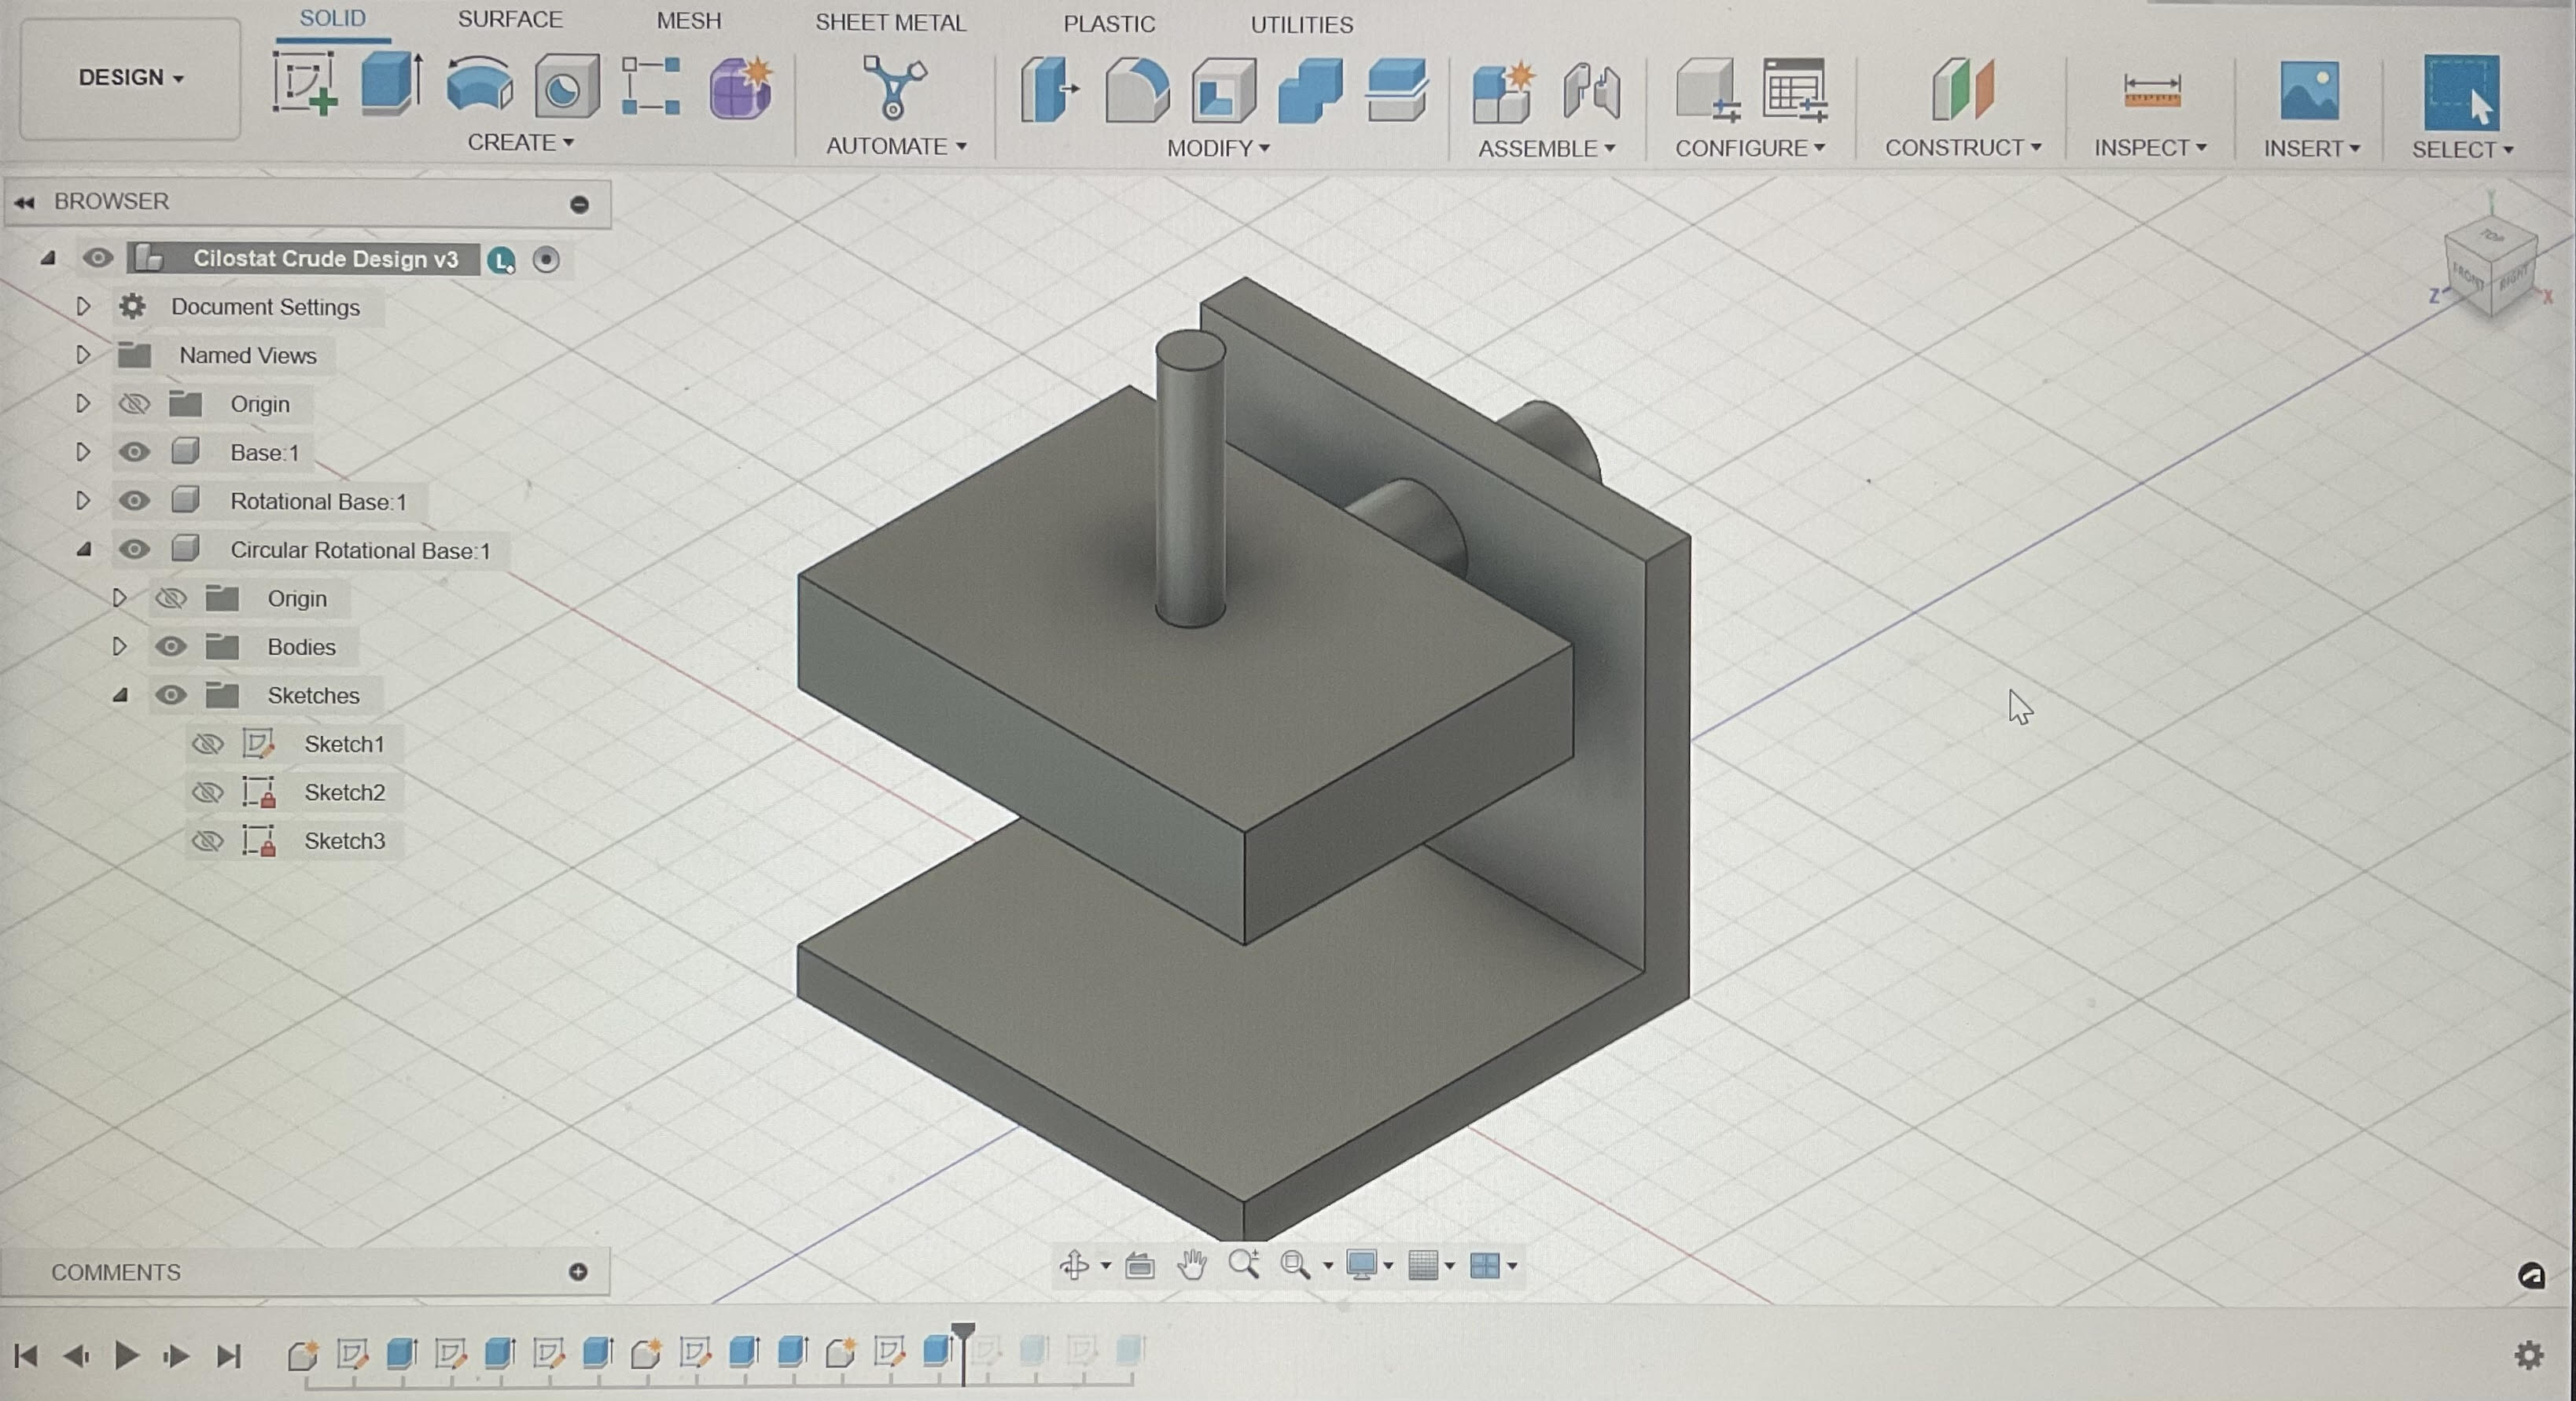 SOLID SURFACE MESH SHEET METAL PLASTIC UTILITIES
DESIGN
CREATE AUTOMATE MODIFY ASSEMBLE CONFIGURE CONSTRUCT INSPECT INSERT SELECT
BROWSER
Cilostat Crude Design v3 L
Document Settings
Named Views
Origin
Base:1
Rotational Base:1
Circular Rotational Base:1
Origin
Bodies
Sketches
Sketch1
Sketch2
Sketch3
Y
TOP
FRONT RIGHT
Z X
COMMENTS